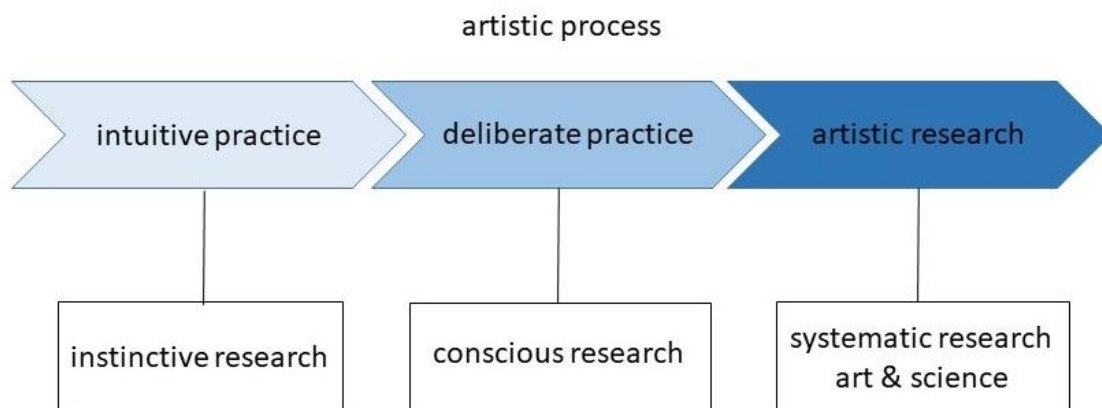 artistic process
intuitive practice
deliberate practice
artistic research
instinctive research
conscious research
systematic research
art & science